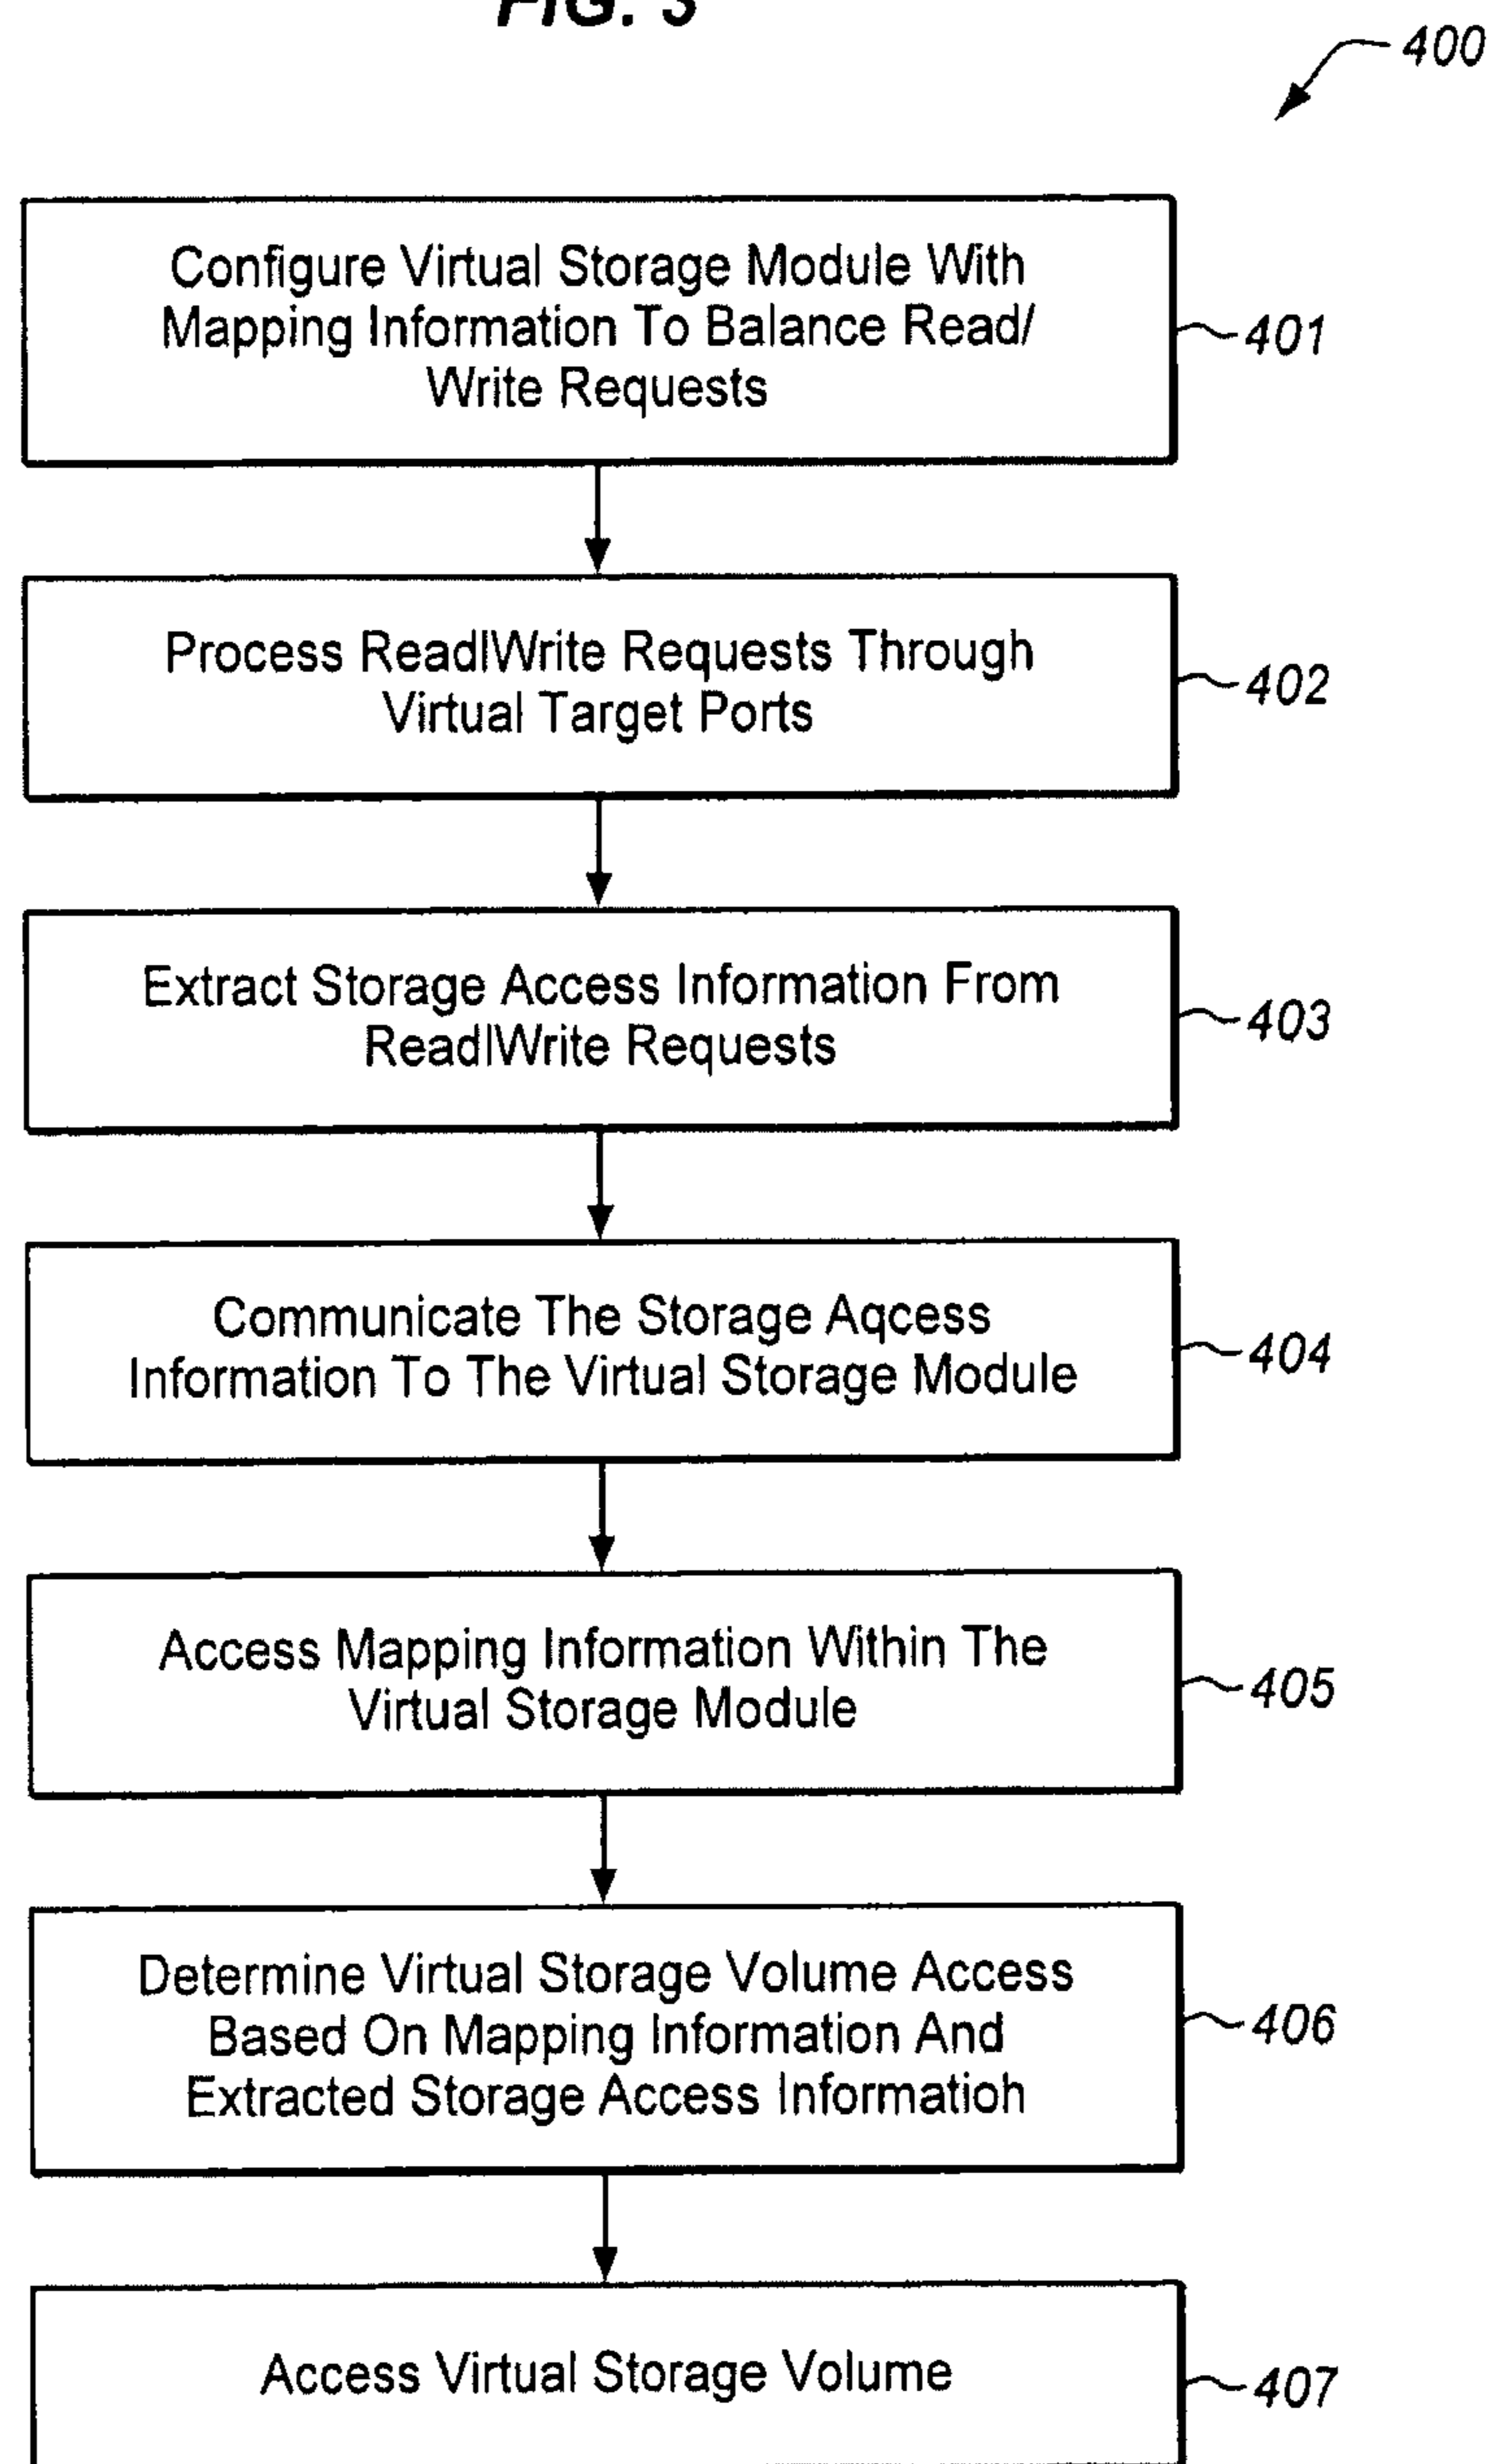 FIG. 3
400
Configure Virtual Storage Module With
Mapping Information To Balance Read/
Write Requests
401
Process Read|Write Requests Through
Virtual Target Ports
402
Extract Storage Access Information From
Read|Write Requests
403
Communicate The Storage Aqcess
Information To The Virtual Storage Module
404
Access Mapping Information Within The
Virtual Storage Module
405
Determine Virtual Storage Volume Access
Based On Mapping Information And
Extracted Storage Access Informatioh
406
Access Virtual Storage Volume
407